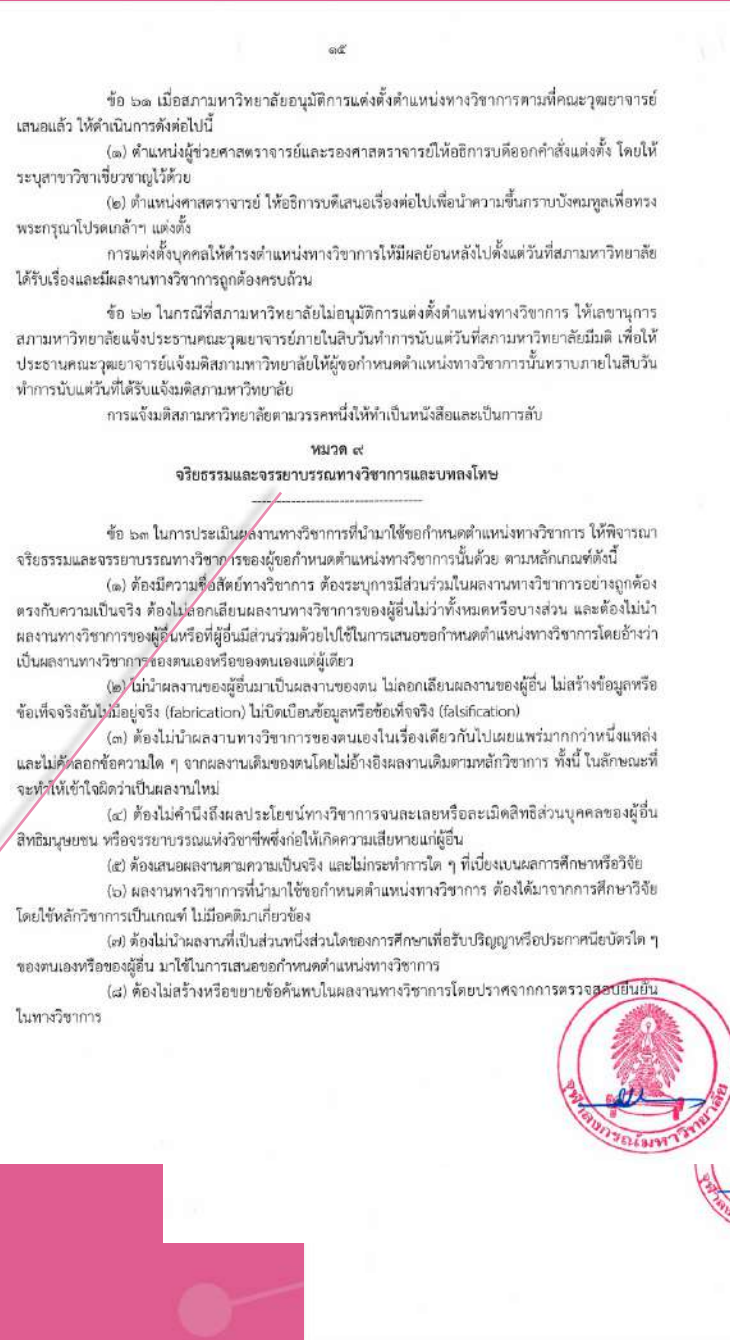 ๑๕
ข้อ ๖๑ เมื่อสภามหาวิทยาลัยอนุมัติการแต่งตั้งตำแหน่งทางวิชาการตามที่คณะวุฒยาจารย์
เสนอแล้ว ให้ดำเนินการดังต่อไปนี้
(๑) ตำแหน่งผู้ช่วยศาสตราจารย์และรองศาสตราจารย์ให้อธิการบดีออกคำสั่งแต่งตั้ง โดยให้
ระบุสาขาวิชาเชี่ยวชาญไว้ด้วย
(๒) ตำแหน่งศาสตราจารย์ ให้อธิการบดีเสนอเรื่องต่อไปเพื่อนำความขึ้นกราบบังคมทูลเพื่อทรง
พระกรุณาโปรดเกล้าฯ แต่งตั้ง
การแต่งตั้งบุคคลให้ดำรงตำแหน่งทางวิชาการให้มีผลย้อนหลังไปตั้งแต่วันที่สภามหาวิทยาลัย
ได้รับเรื่องและมีผลงานทางวิชาการถูกต้องครบถ้วน
ข้อ ๖๒ ในกรณีที่สภามหาวิทยาลัยไม่อนุมัติการแต่งตั้งตำแหน่งทางวิชาการ ให้เลขานุการ
สภามหาวิทยาลัยแจ้งประธานคณะวุฒยาจารย์ภายในสิบวันทำการนับแต่วันที่สภามหาวิทยาลัยมีมติ เพื่อให้
ประธานคณะวุฒยาจารย์แจ้งมติสภามหาวิทยาลัยให้ผู้ขอกำหนดตำแหน่งทางวิชาการนั้นทราบภายในสิบวัน
ทำการนับแต่วันที่ได้รับแจ้งมติสภามหาวิทยาลัย
การแจ้งมติสภามหาวิทยาลัยตามวรรคหนึ่งให้ทำเป็นหนังสือและเป็นการลับ
หมวด ๙
จริยธรรมและจรรยาบรรณทางวิชาการและบทลงโทษ
-----------------------------------
ข้อ ๖๓ ในการประเมินผลงานทางวิชาการที่นำมาใช้ขอกำหนดตำแหน่งทางวิชาการ ให้พิจารณา
จริยธรรมและจรรยาบรรณทางวิชาการของผู้ขอกำหนดตำแหน่งทางวิชาการนั้นด้วย ตามหลักเกณฑ์ดังนี้
(๑) ต้องมีความซื่อสัตย์ทางวิชาการ ต้องระบุการมีส่วนร่วมในผลงานทางวิชาการอย่างถูกต้อง
ตรงกับความเป็นจริง ต้องไม่ลอกเลียนผลงานทางวิชาการของผู้อื่นไม่ว่าทั้งหมดหรือบางส่วน และต้องไม่นำ
ผลงานทางวิชาการของผู้อื่นหรือที่ผู้อื่นมีส่วนร่วมด้วยไปใช้ในการเสนอขอกำหนดตำแหน่งทางวิชาการโดยอ้างว่า
เป็นผลงานทางวิชาการของตนเองหรือของตนเองแต่ผู้เดียว
(๒) ไม่นำผลงานของผู้อื่นมาเป็นผลงานของตน ไม่ลอกเลียนผลงานของผู้อื่น ไม่สร้างข้อมูลหรือ
ข้อเท็จจริงอันไม่มีอยู่จริง (fabrication) ไม่บิดเบือนข้อมูลหรือข้อเท็จจริง (falsification)
(๓) ต้องไม่นำผลงานทางวิชาการของตนเองในเรื่องเดียวกันไปเผยแพร่มากกว่าหนึ่งแหล่ง
และไม่คัดลอกข้อความใด ๆ จากผลงานเดิมของตนโดยไม่อ้างอิงผลงานเดิมตามหลักวิชาการ ทั้งนี้ ในลักษณะที่
จะทำให้เข้าใจผิดว่าเป็นผลงานใหม่
(๔) ต้องไม่คำนึงถึงผลประโยชน์ทางวิชาการจนละเลยหรือละเมิดสิทธิส่วนบุคคลของผู้อื่น
สิทธิมนุษยชน หรือจรรยาบรรณแห่งวิชาชีพซึ่งก่อให้เกิดความเสียหายแก่ผู้อื่น
(๕) ต้องเสนอผลงานตามความเป็นจริง และไม่กระทำการใด ๆ ที่เบี่ยงเบนผลการศึกษาหรือวิจัย
(๖) ผลงานทางวิชาการที่นำมาใช้ขอกำหนดตำแหน่งทางวิชาการ ต้องได้มาจากการศึกษาวิจัย
โดยใช้หลักวิชาการเป็นเกณฑ์ ไม่มีอคติมาเกี่ยวข้อง
(๗) ต้องไม่นำผลงานที่เป็นส่วนหนึ่งส่วนใดของการศึกษาเพื่อรับปริญญาหรือประกาศนียบัตรใด ๆ
ของตนเองหรือของผู้อื่น มาใช้ในการเสนอขอกำหนดตำแหน่งทางวิชาการ
(๘) ต้องไม่สร้างหรือขยายข้อค้นพบในผลงานทางวิชาการโดยปราศจากการตรวจสอบยืนยัน
ในทางวิชาการ
จุฬาลงกรณ์มหาวิทยาลัย